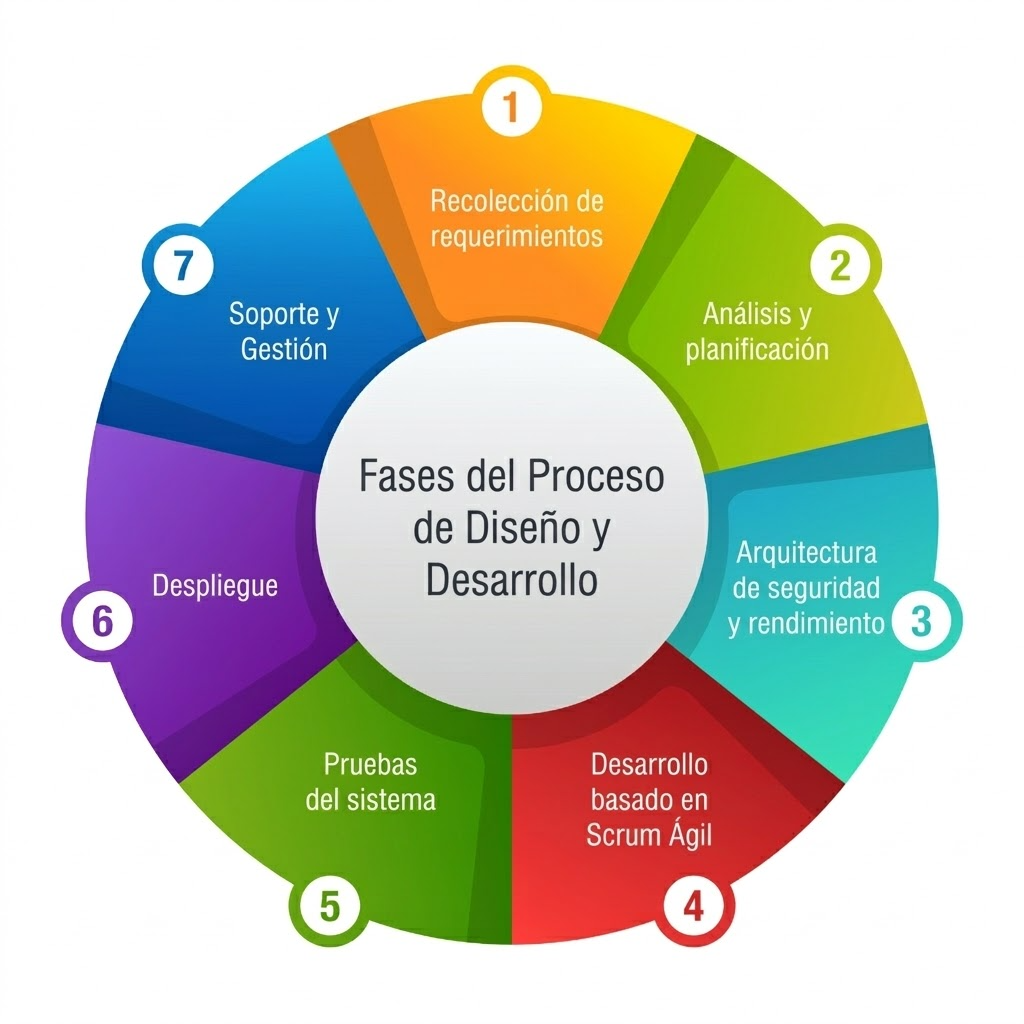 1
Recolección de
requerimientos
2
Análisis y
planificación
3
Arquitectura
de seguridad
y rendimiento
4
Desarrollo
basado en
Scrum Ágil
5
Pruebas
del sistema
6
Despliegue
7
Soporte y
Gestión
Fases del Proceso
de Diseño y
Desarrollo